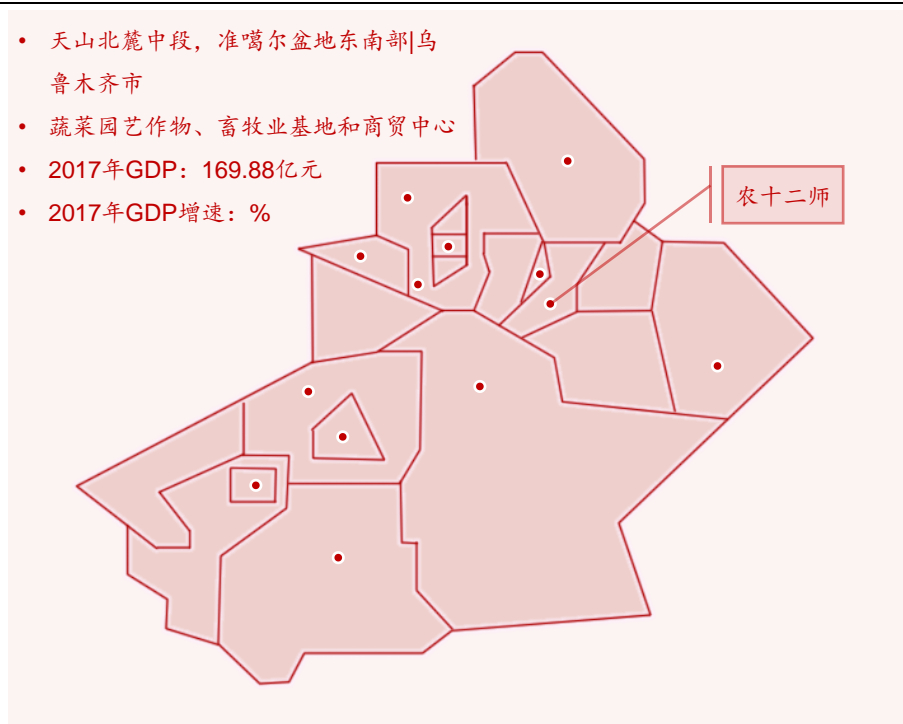 • 天山北麓中段，准噶尔盆地东南部|乌
鲁木齐市
• 蔬菜园艺作物、畜牧业基地和商贸中心
• 2017年GDP：169.88亿元
• 2017年GDP增速：%
农十二师